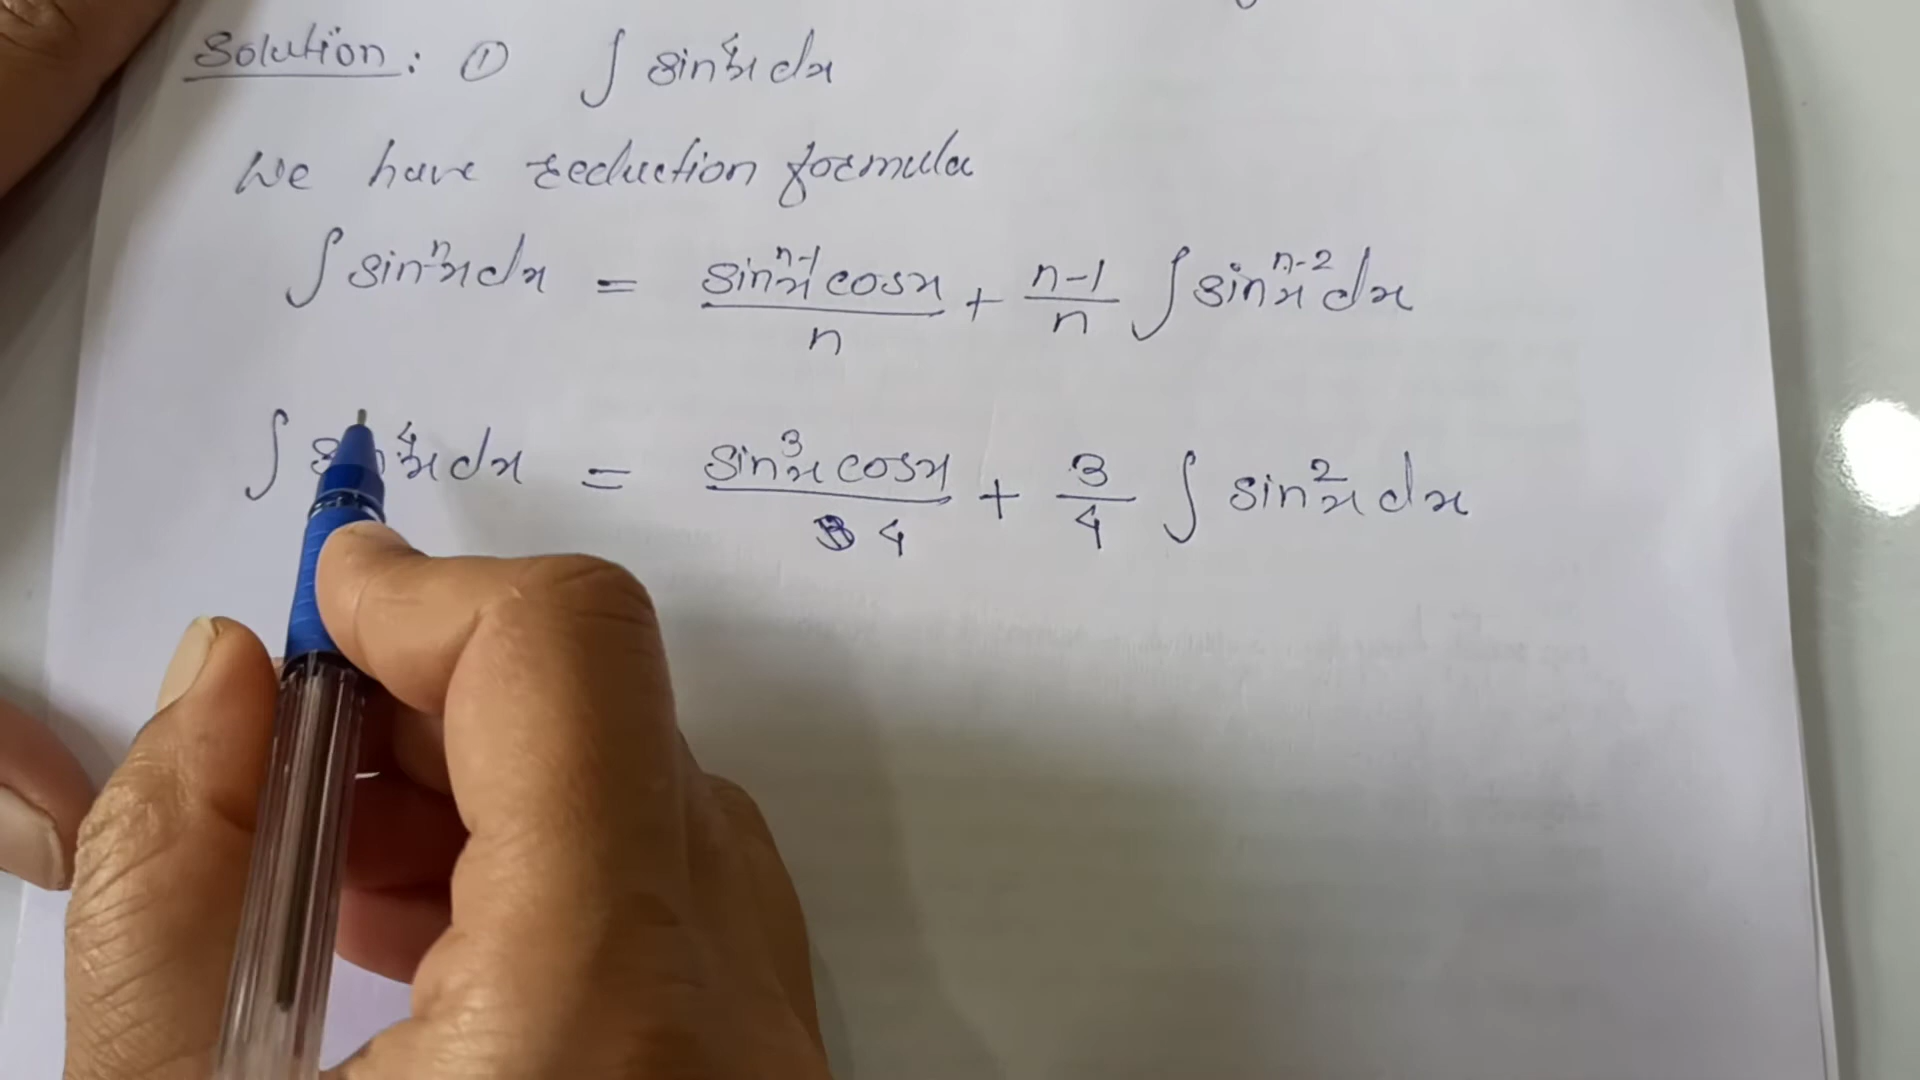 Solution: ① ∫ sin⁴x dx
We have reduction formula
∫ sinⁿx dx = sinⁿ⁻¹x cosx / n + n-1 / n ∫ sinⁿ⁻²x dx
∫ sin⁴x dx = sin³x cosx / 4 + 3 / 4 ∫ sin²x dx